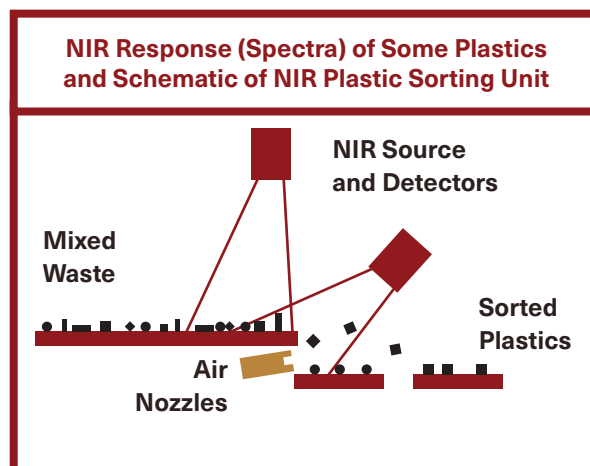 NIR Response (Spectra) of Some Plastics
and Schematic of NIR Plastic Sorting Unit
NIR Source
and Detectors
Mixed
Waste
Sorted
Plastics
Air
Nozzles